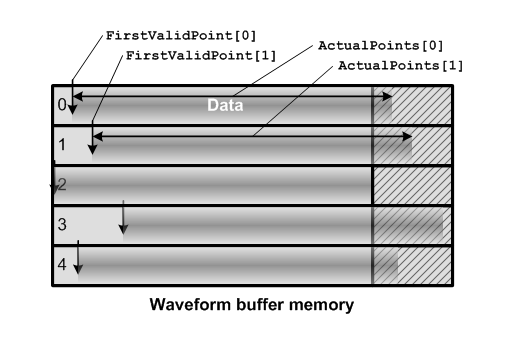 FirstValidPoint[0]
ActualPoints[0]
FirstValidPoint[1]
ActualPoints[1]
0
Data
1
2
3
4
Waveform buffer memory